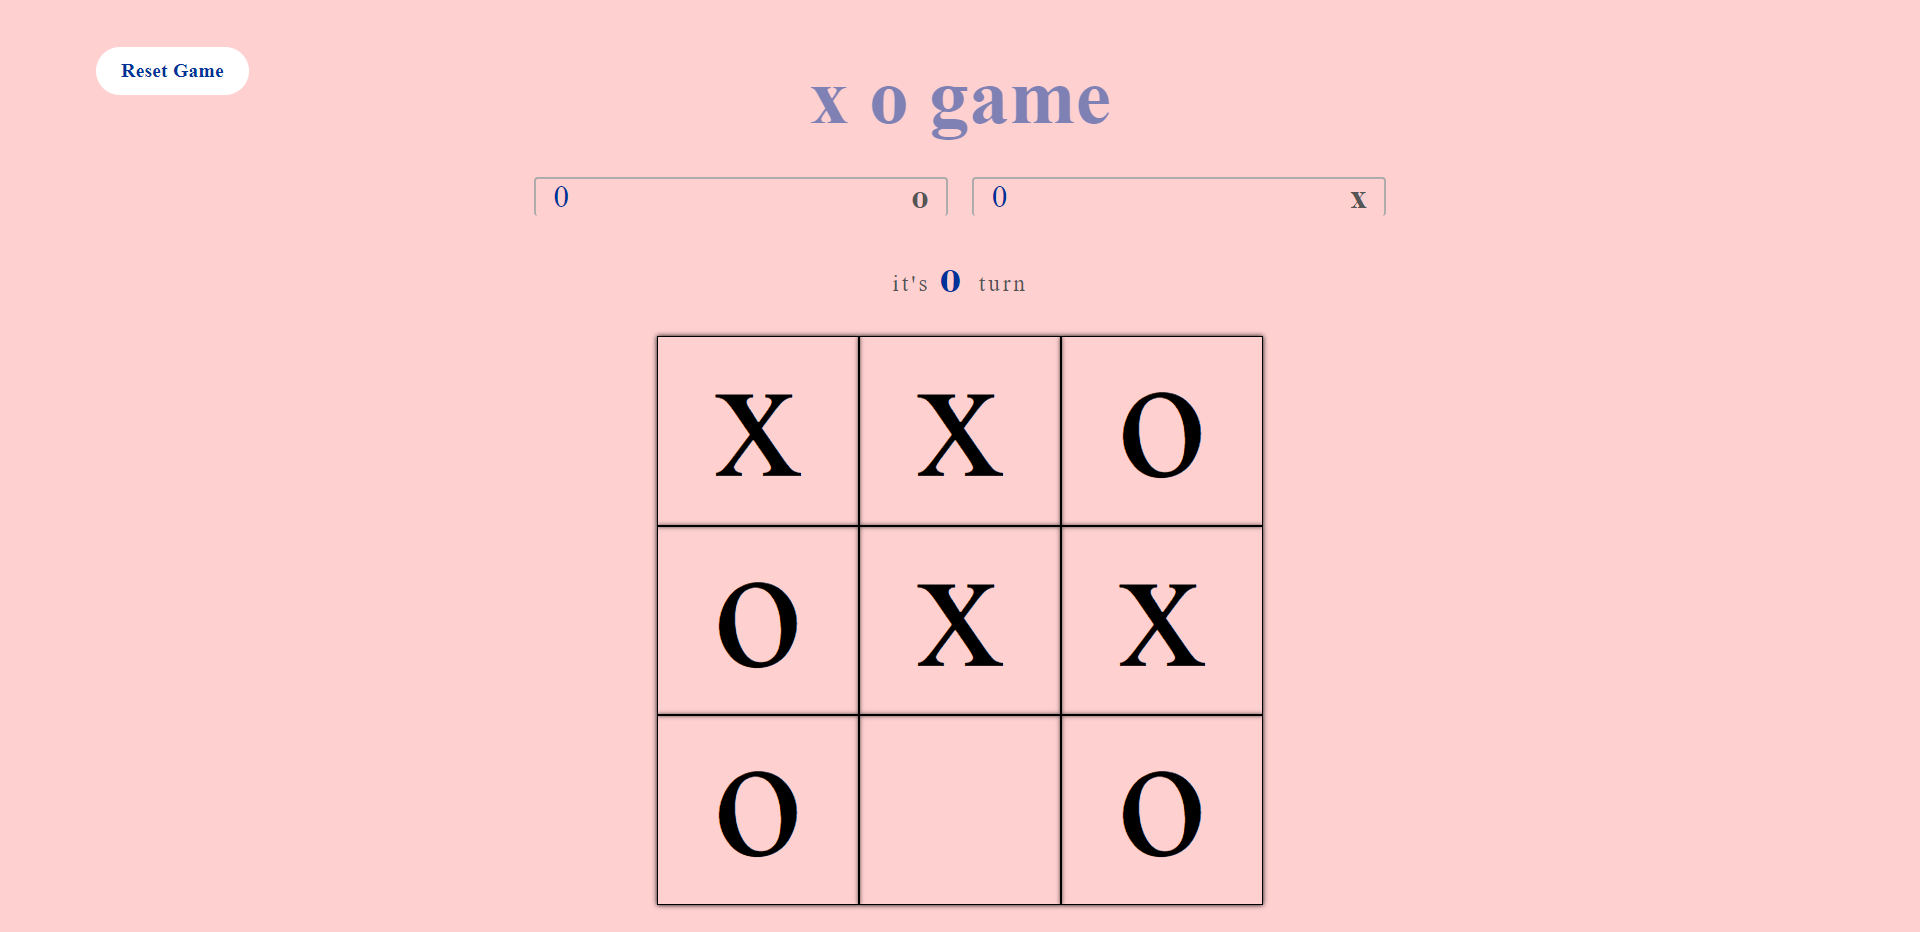 Reset Game
x o game
0 o
0 x
it's o turn
x x o
o x x
o o